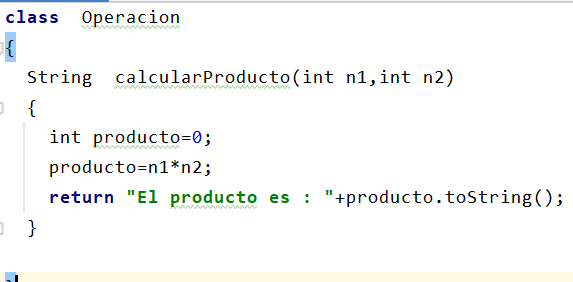 class  Operacion
{
  String  calcularProducto(int n1,int n2)
  {
    int producto=0;
    producto=n1*n2;
    return "El producto es : "+producto.toString();
  }
}